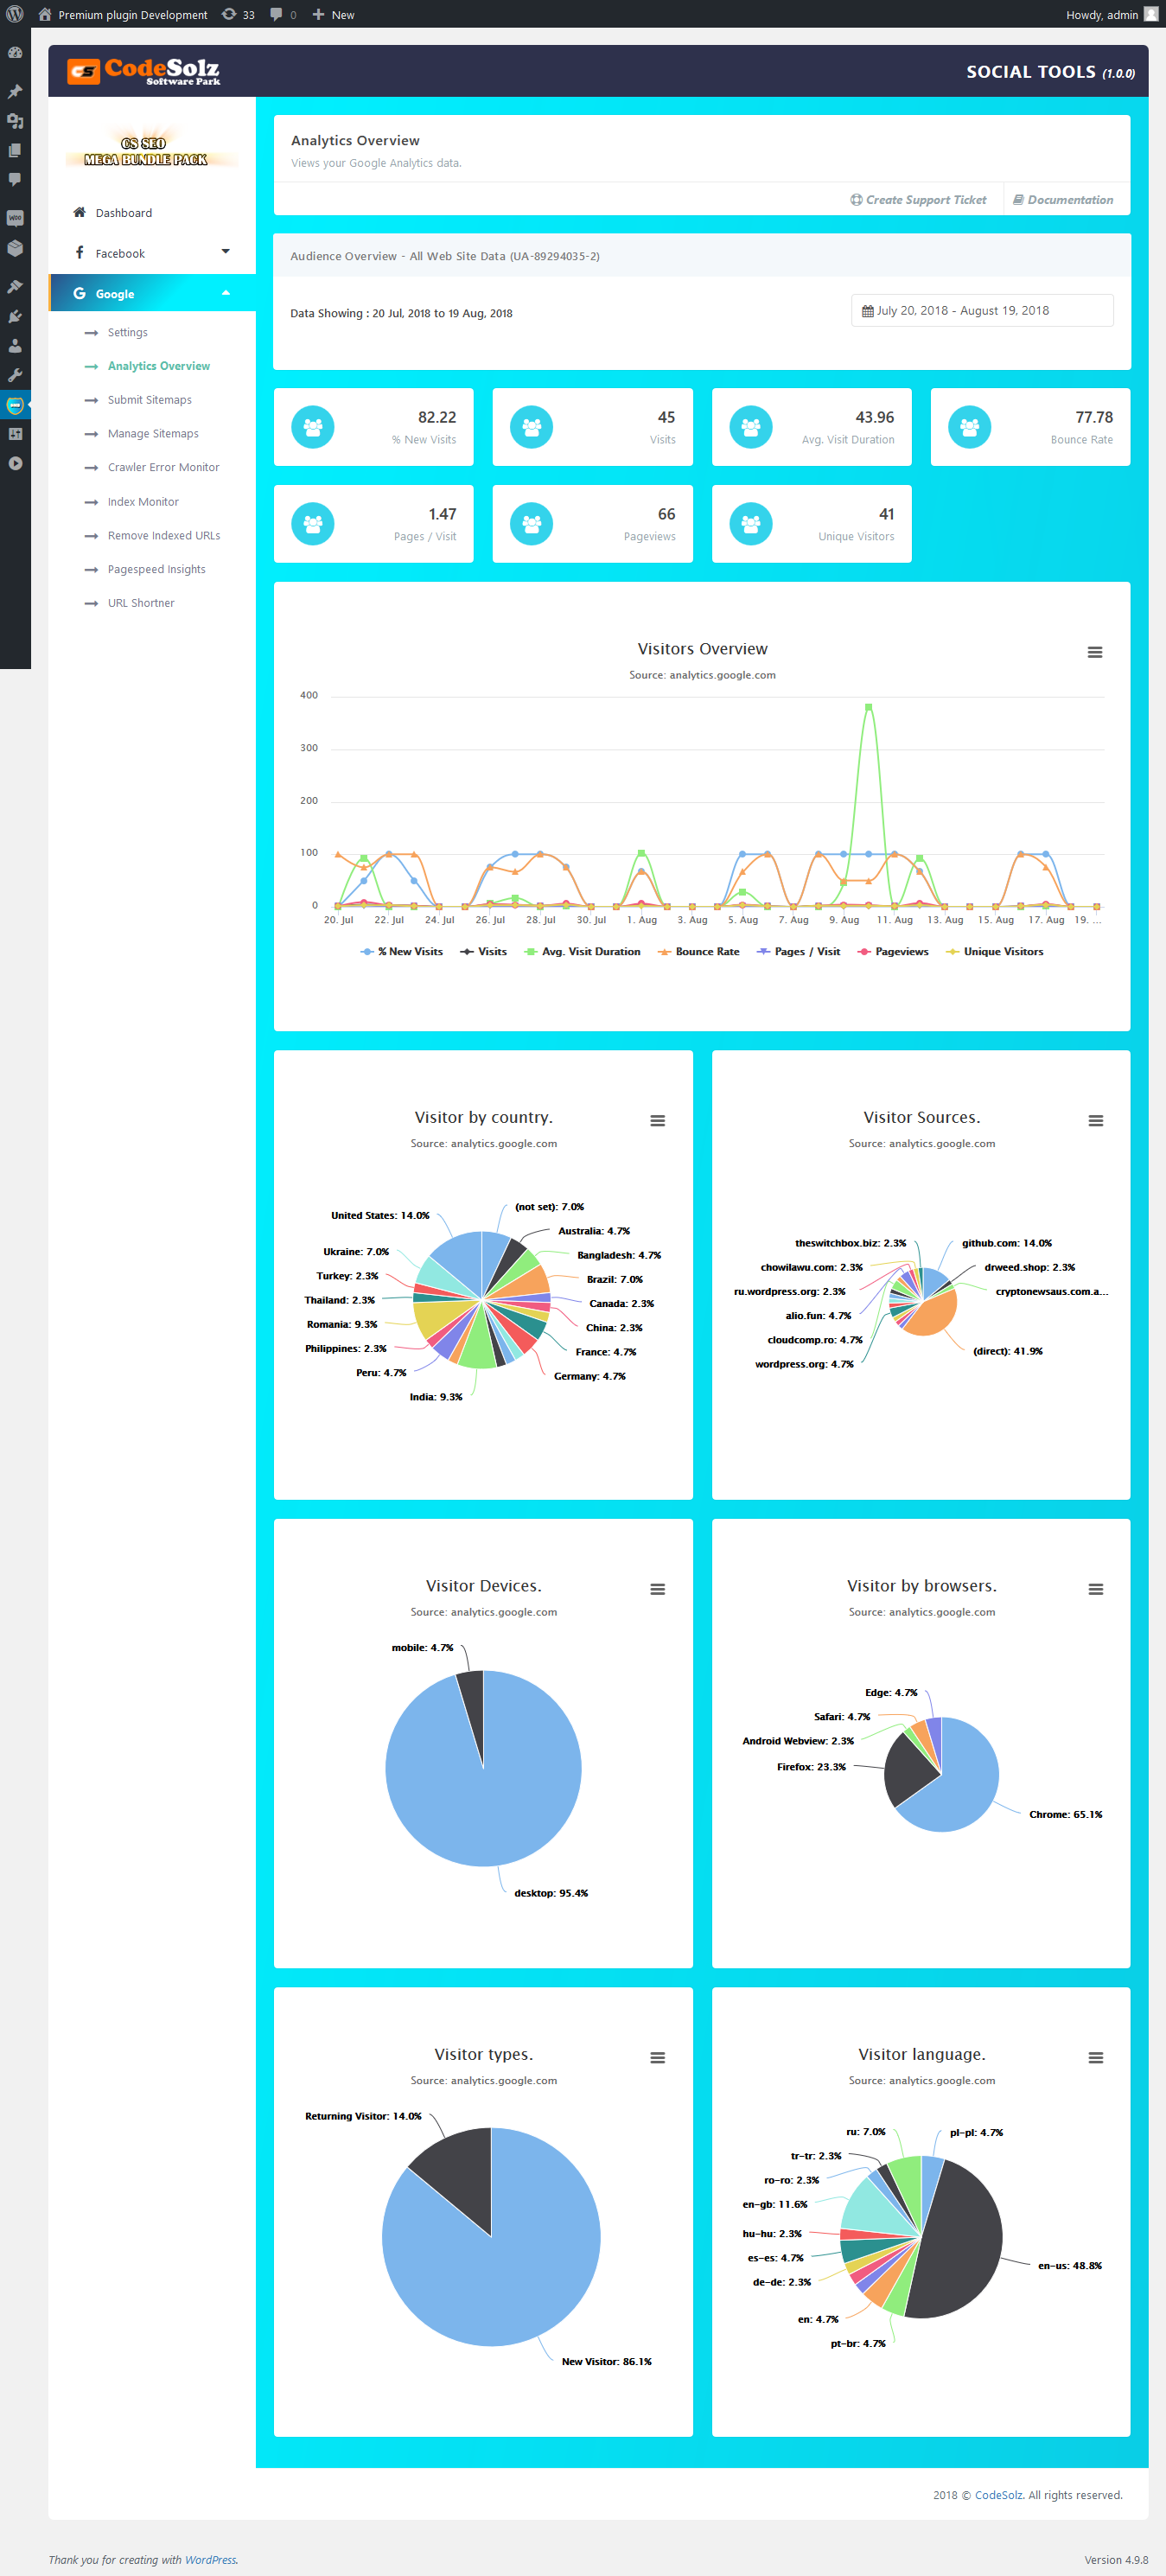 Premium plugin Development 33 0 New Howdy, admin
CS CodeSolz
Software Park
SOCIAL TOOLS (1.0.0)
CS SEO
MEGA BUNDLE PACK
Dashboard
Facebook
Google
Settings
Analytics Overview
Submit Sitemaps
Manage Sitemaps
Crawler Error Monitor
Index Monitor
Remove Indexed URLs
Pagespeed Insights
URL Shortner
Analytics Overview
Views your Google Analytics data.
Create Support Ticket Documentation
Audience Overview - All Web Site Data (UA-89294035-2)
Data Showing : 20 Jul, 2018 to 19 Aug, 2018
July 20, 2018 - August 19, 2018
82.22
% New Visits
45
Visits
43.96
Avg. Visit Duration
77.78
Bounce Rate
1.47
Pages / Visit
66
Pageviews
41
Unique Visitors
Visitors Overview
Source: analytics.google.com
400
300
200
100
0
20. Jul 22. Jul 24. Jul 26. Jul 28. Jul 30. Jul 1. Aug 3. Aug 5. Aug 7. Aug 9. Aug 11. Aug 13. Aug 15. Aug 17. Aug 19. ...
% New Visits Visits Avg. Visit Duration Bounce Rate Pages / Visit Pageviews Unique Visitors
Visitor by country.
Source: analytics.google.com
(not set): 7.0%
United States: 14.0%
Australia: 4.7%
Ukraine: 7.0%
Bangladesh: 4.7%
Turkey: 2.3%
Brazil: 7.0%
Thailand: 2.3%
Canada: 2.3%
Romania: 9.3%
China: 2.3%
Philippines: 2.3%
France: 4.7%
Peru: 4.7%
Germany: 4.7%
India: 9.3%
Visitor Sources.
Source: analytics.google.com
theswitchbox.biz: 2.3%
github.com: 14.0%
chowilawu.com: 2.3%
drweed.shop: 2.3%
ru.wordpress.org: 2.3%
cryptonewsaus.com.a...
alio.fun: 4.7%
cloudcomp.ro: 4.7%
(direct): 41.9%
wordpress.org: 4.7%
Visitor Devices.
Source: analytics.google.com
mobile: 4.7%
desktop: 95.4%
Visitor by browsers.
Source: analytics.google.com
Edge: 4.7%
Safari: 4.7%
Android Webview: 2.3%
Firefox: 23.3%
Chrome: 65.1%
Visitor types.
Source: analytics.google.com
Returning Visitor: 14.0%
New Visitor: 86.1%
Visitor language.
Source: analytics.google.com
ru: 7.0%
pl-pl: 4.7%
tr-tr: 2.3%
ro-ro: 2.3%
en-gb: 11.6%
hu-hu: 2.3%
es-es: 4.7%
en-us: 48.8%
de-de: 2.3%
en: 4.7%
pt-br: 4.7%
2018 © CodeSolz. All rights reserved.
Thank you for creating with WordPress.
Version 4.9.8